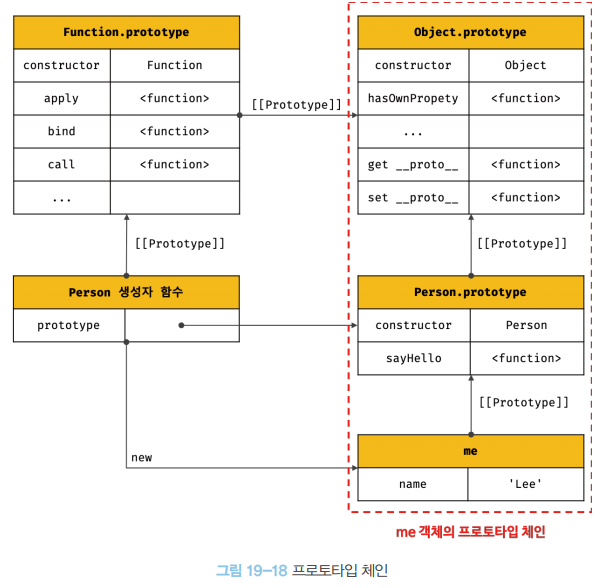 Function.prototype
constructor Function
apply <function>
bind <function>
call <function>
...
[[Prototype]]
Object.prototype
constructor Object
hasOwnPropety <function>
...
get __proto__ <function>
set __proto__ <function>
[[Prototype]]
[[Prototype]]
Person 생성자 함수
prototype
Person.prototype
constructor Person
sayHello <function>
[[Prototype]]
new
me
name 'Lee'
me 객체의 프로토타입 체인
그림 19-18 프로토타입 체인